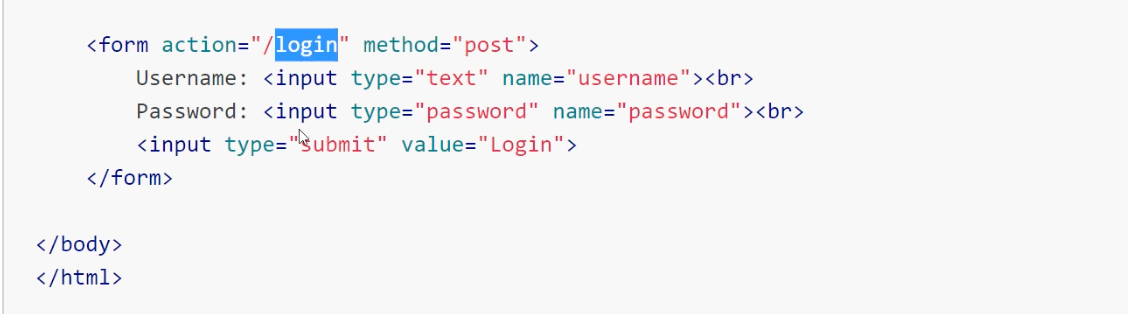 <form action="/login" method="post">
Username: <input type="text" name="username"><br>
Password: <input type="password" name="password"><br>
<input type="submit" value="Login">
</form>
</body>
</html>